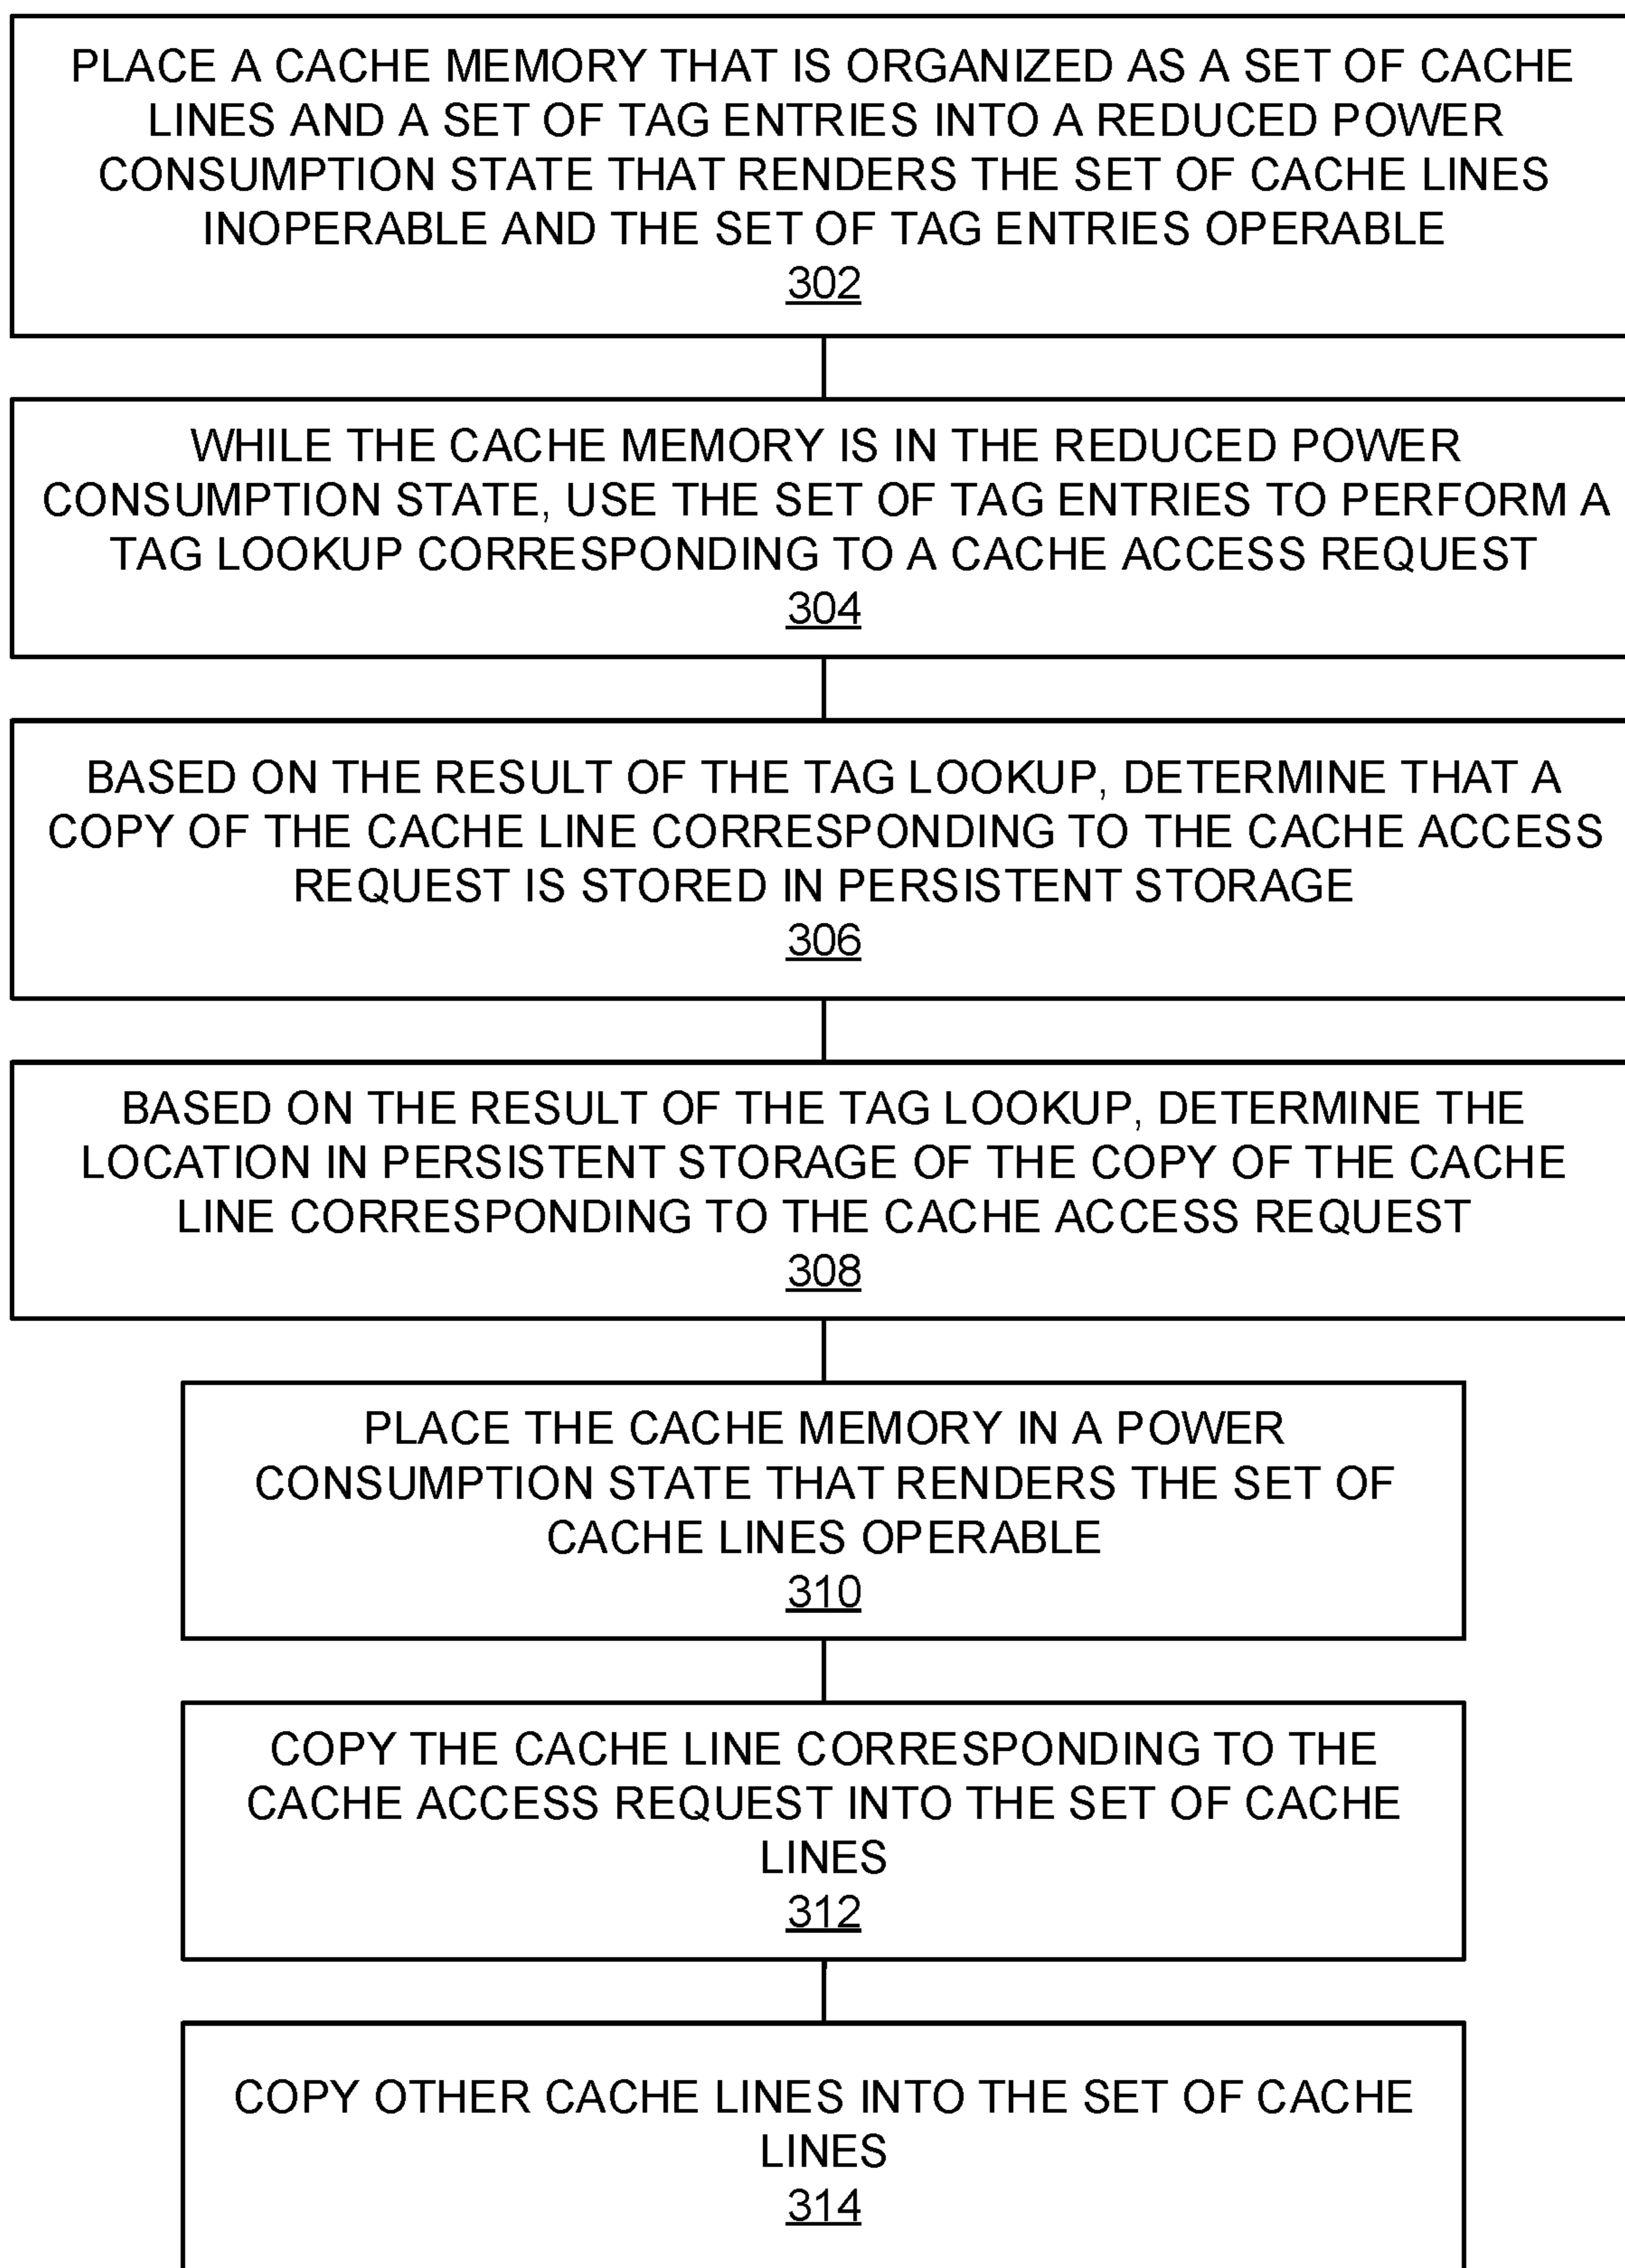 PLACE A CACHE MEMORY THAT IS ORGANIZED AS A SET OF CACHE
LINES AND A SET OF TAG ENTRIES INTO A REDUCED POWER
CONSUMPTION STATE THAT RENDERS THE SET OF CACHE LINES
INOPERABLE AND THE SET OF TAG ENTRIES OPERABLE
302
WHILE THE CACHE MEMORY IS IN THE REDUCED POWER
CONSUMPTION STATE, USE THE SET OF TAG ENTRIES TO PERFORM A
TAG LOOKUP CORRESPONDING TO A CACHE ACCESS REQUEST
304
BASED ON THE RESULT OF THE TAG LOOKUP, DETERMINE THAT A
COPY OF THE CACHE LINE CORRESPONDING TO THE CACHE ACCESS
REQUEST IS STORED IN PERSISTENT STORAGE
306
BASED ON THE RESULT OF THE TAG LOOKUP, DETERMINE THE
LOCATION IN PERSISTENT STORAGE OF THE COPY OF THE CACHE
LINE CORRESPONDING TO THE CACHE ACCESS REQUEST
308
PLACE THE CACHE MEMORY IN A POWER
CONSUMPTION STATE THAT RENDERS THE SET OF
CACHE LINES OPERABLE
310
COPY THE CACHE LINE CORRESPONDING TO THE
CACHE ACCESS REQUEST INTO THE SET OF CACHE
LINES
312
COPY OTHER CACHE LINES INTO THE SET OF CACHE
LINES
314